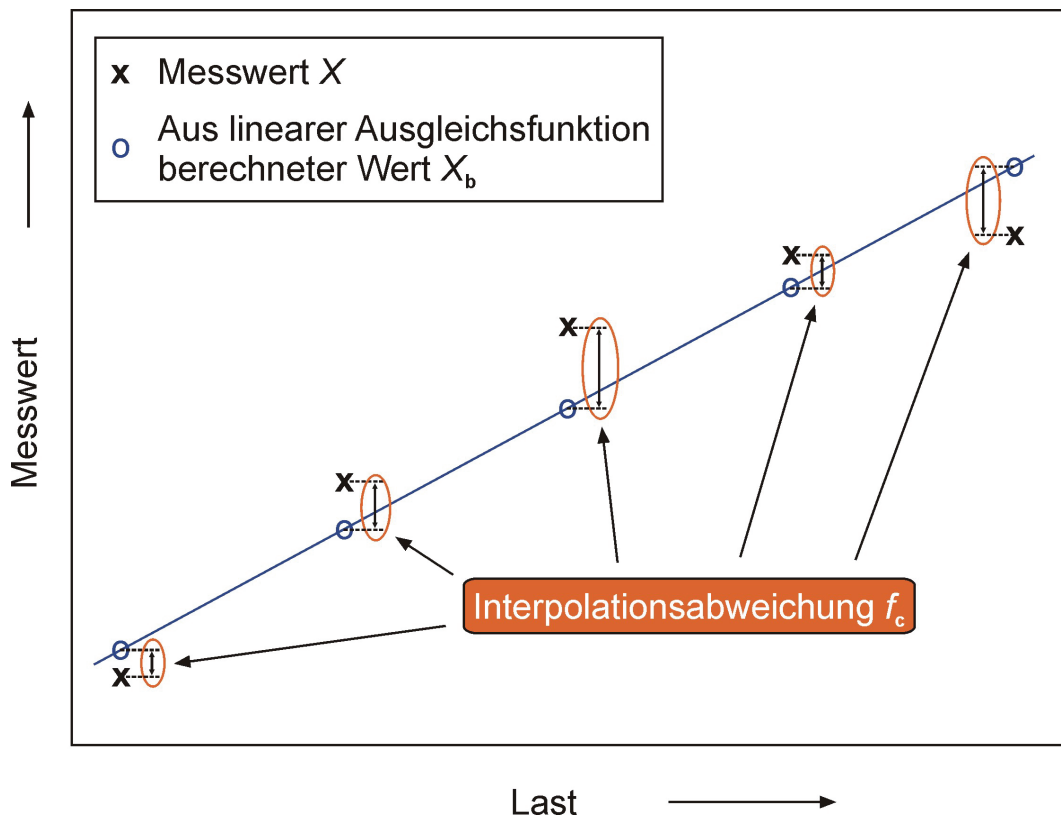 x Messwert X
o Aus linearer Ausgleichsfunktion
berechneter Wert Xb
Messwert
Interpolationsabweichung fc
Last